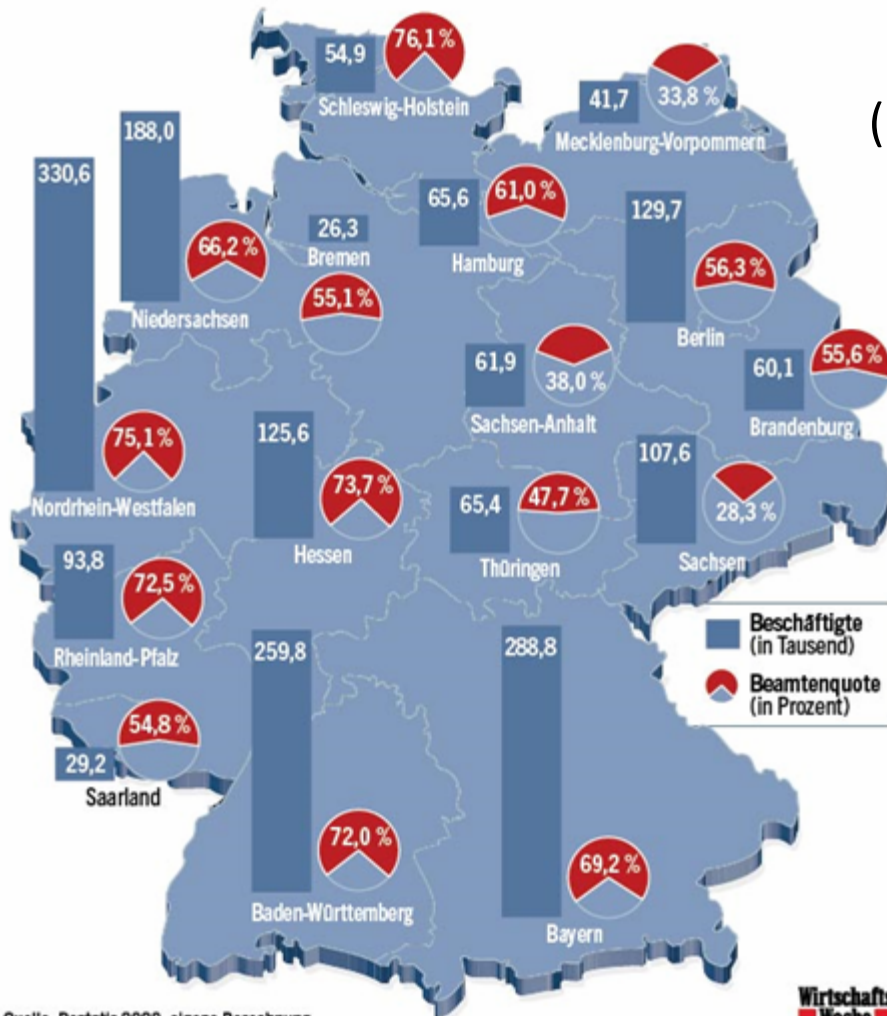 54,9
76,1 %
Schleswig-Holstein
33,8 %
41,7
Mecklenburg-Vorpommern
(
188,0
330,6
66,2 %
Niedersachsen
26,3
Bremen
55,1 %
65,6
61,0 %
Hamburg
129,7
56,3 %
Berlin
61,9
38,0 %
Sachsen-Anhalt
60,1
55,6 %
Brandenburg
75,1 %
Nordrhein-Westfalen
125,6
73,7 %
Hessen
65,4
47,7 %
Thüringen
107,6
28,3 %
Sachsen
93,8
72,5 %
Rheinland-Pfalz
54,8 %
29,2
Saarland
259,8
72,0 %
Baden-Württemberg
288,8
69,2 %
Bayern
Beschäftigte
(in Tausend)
Beamtenquote
(in Prozent)
Wirtschafts
Woche